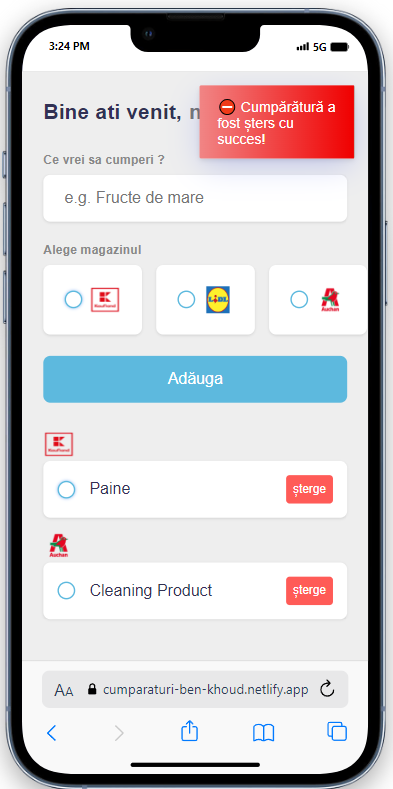 3:24 PM
5G
Bine ati venit, n
⛔ Cumpărătură a
fost șters cu
succes!
Ce vrei sa cumperi ?
e.g. Fructe de mare
Alege magazinul
Kaufland
LIDL
Auchan
Adăuga
Kaufland
Paine
șterge
Auchan
Cleaning Product
șterge
AA
cumparaturi-ben-khoud.netlify.app